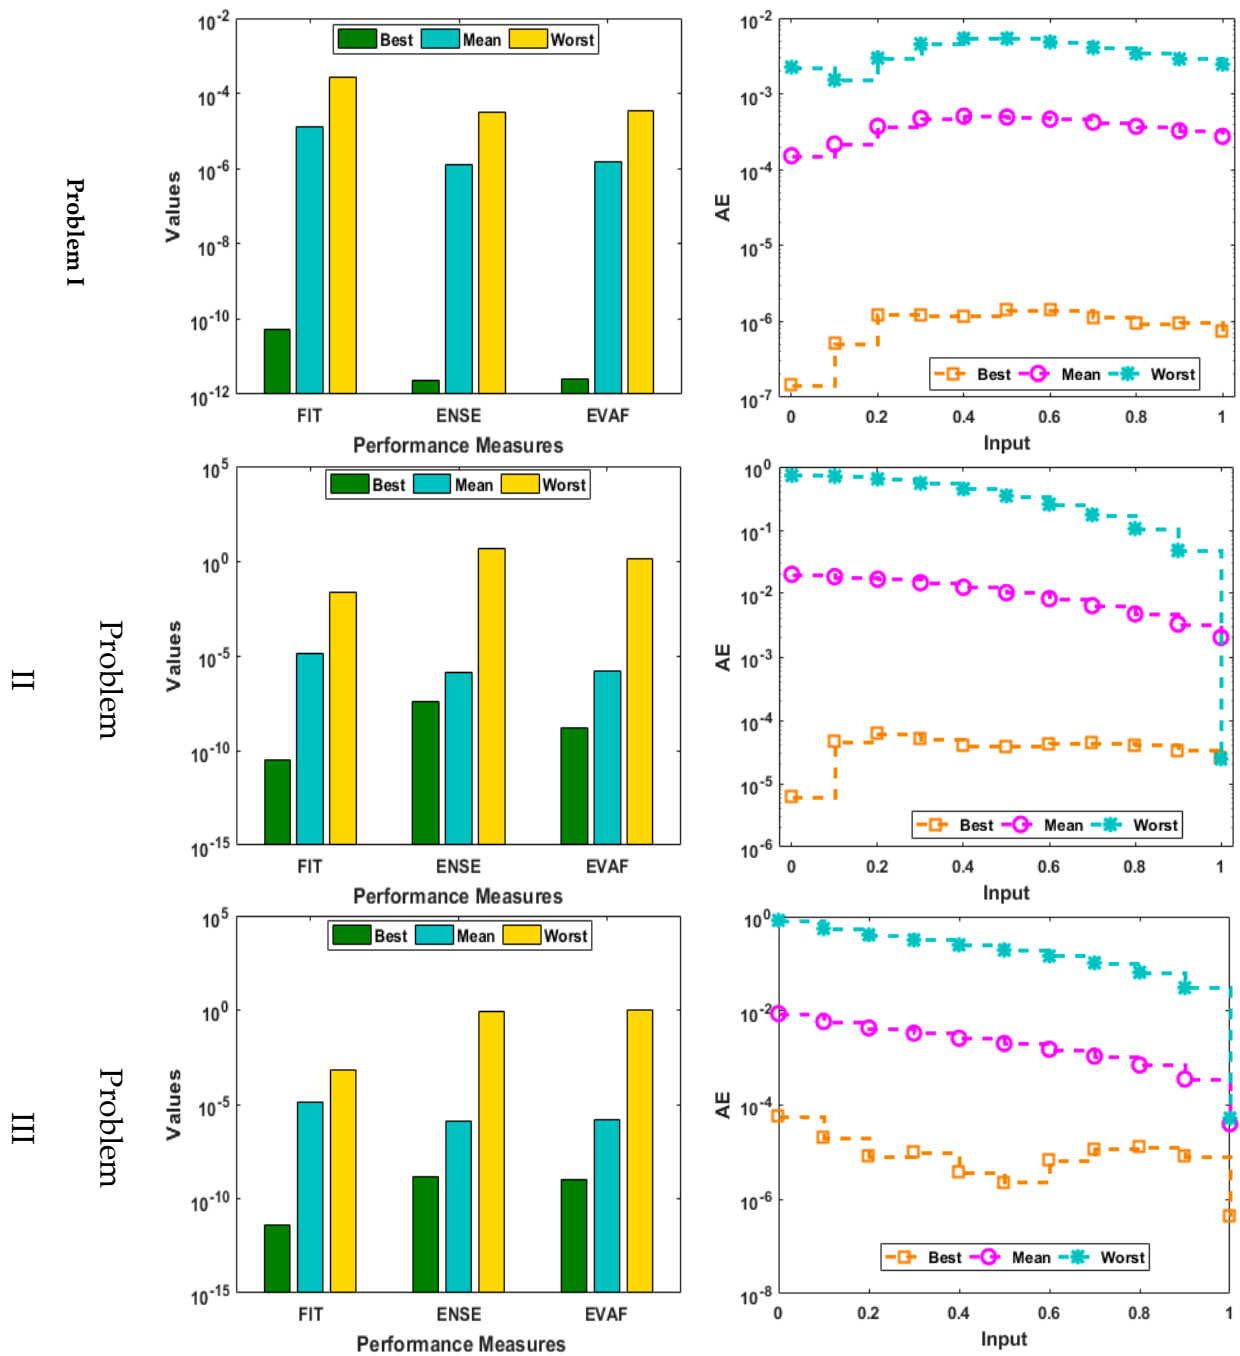 Problem I
10^-2
10^-4
10^-6
10^-8
10^-10
10^-12
Values
Best Mean Worst
FIT ENSE EVAF
Performance Measures
10^-2
10^-3
10^-4
10^-5
10^-6
10^-7
AE
Best Mean Worst
0 0.2 0.4 0.6 0.8 1
Input
Problem
II
10^5
10^0
10^-5
10^-10
10^-15
Values
Best Mean Worst
FIT ENSE EVAF
Performance Measures
10^0
10^-1
10^-2
10^-3
10^-4
10^-5
10^-6
AE
Best Mean Worst
0 0.2 0.4 0.6 0.8 1
Input
Problem
III
10^5
10^0
10^-5
10^-10
10^-15
Values
Best Mean Worst
FIT ENSE EVAF
Performance Measures
10^0
10^-2
10^-4
10^-6
10^-8
AE
Best Mean Worst
0 0.2 0.4 0.6 0.8 1
Input